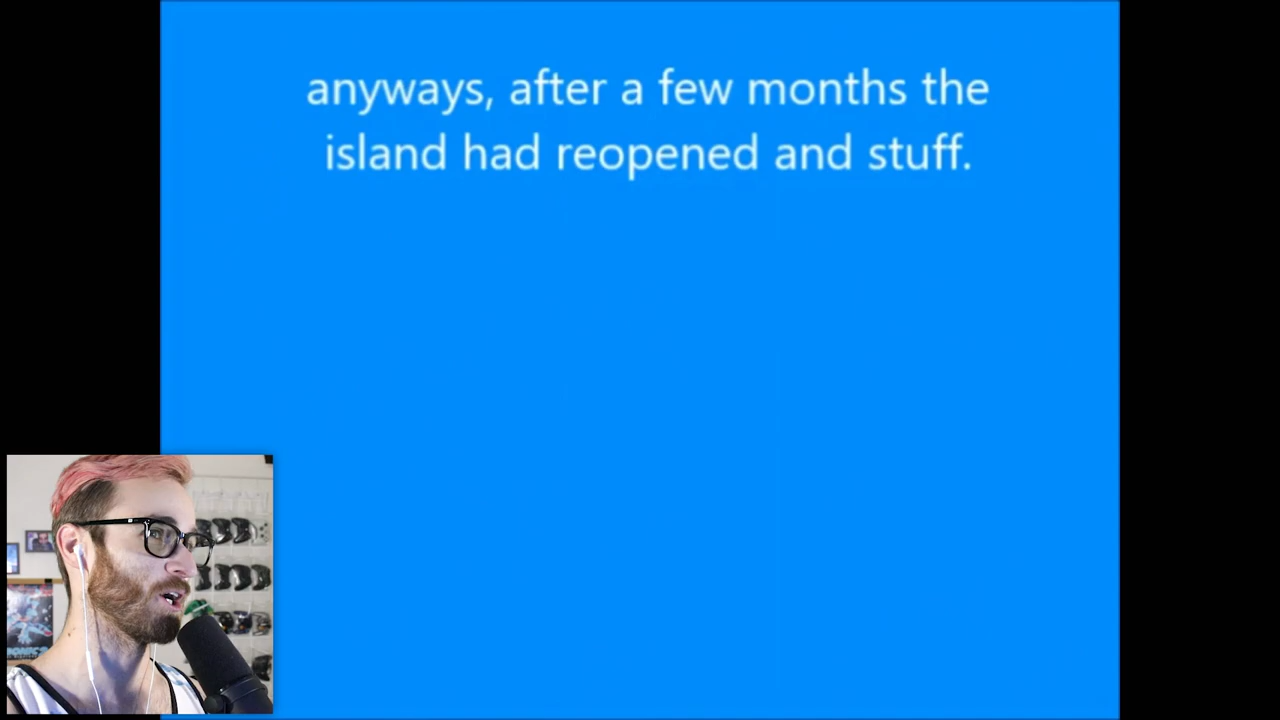 anyways, after a few months the
island had reopened and stuff.